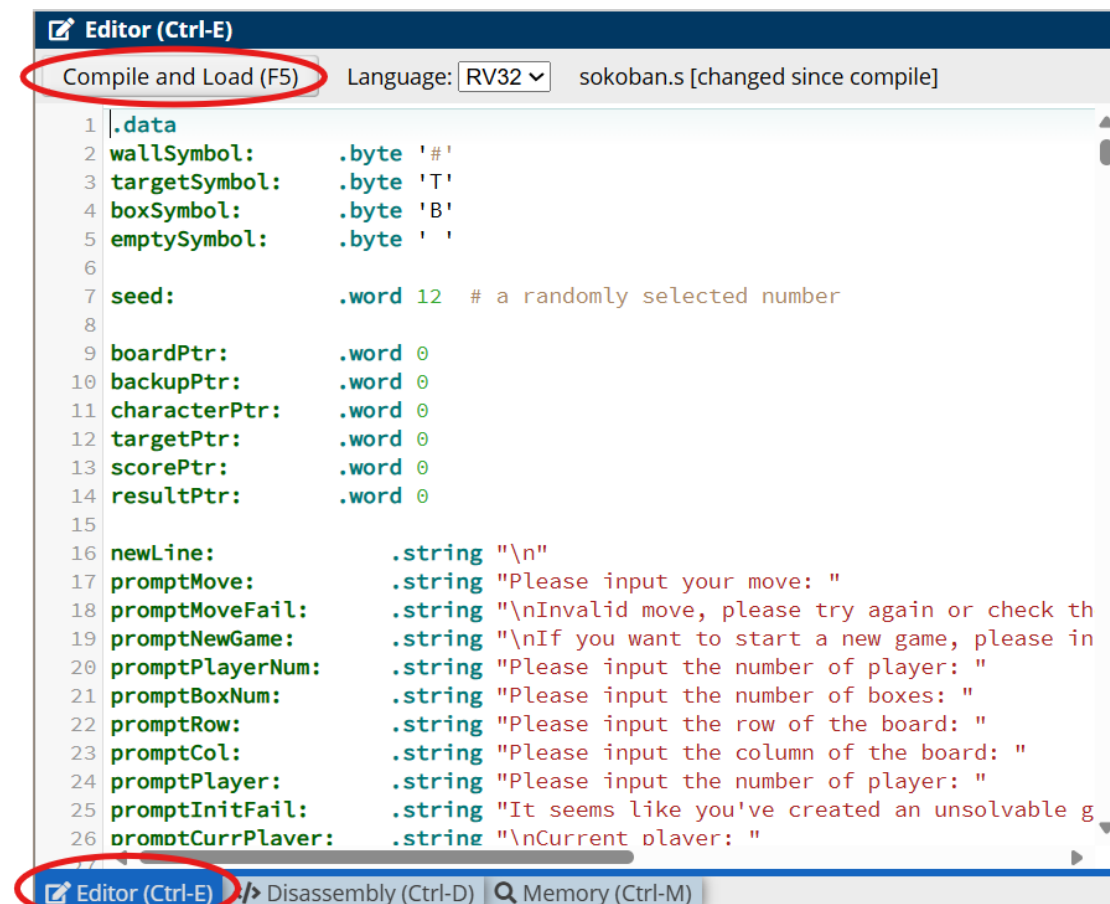 Editor (Ctrl-E)
Compile and Load (F5) Language: RV32 sokoban.s [changed since compile]
1 .data
2 wallSymbol: .byte '#'
3 targetSymbol: .byte 'T'
4 boxSymbol: .byte 'B'
5 emptySymbol: .byte ' '
6
7 seed: .word 12 # a randomly selected number
8
9 boardPtr: .word 0
10 backupPtr: .word 0
11 characterPtr: .word 0
12 targetPtr: .word 0
13 scorePtr: .word 0
14 resultPtr: .word 0
15
16 newLine: .string "\n"
17 promptMove: .string "Please input your move: "
18 promptMoveFail: .string "\nInvalid move, please try again or check th
19 promptNewGame: .string "\nIf you want to start a new game, please in
20 promptPlayerNum: .string "Please input the number of player: "
21 promptBoxNum: .string "Please input the number of boxes: "
22 promptRow: .string "Please input the row of the board: "
23 promptCol: .string "Please input the column of the board: "
24 promptPlayer: .string "Please input the number of player: "
25 promptInitFail: .string "It seems like you've created an unsolvable g
26 promptCurrPlayer: .string "\nCurrent player: "
27
Editor (Ctrl-E) </> Disassembly (Ctrl-D) Memory (Ctrl-M)